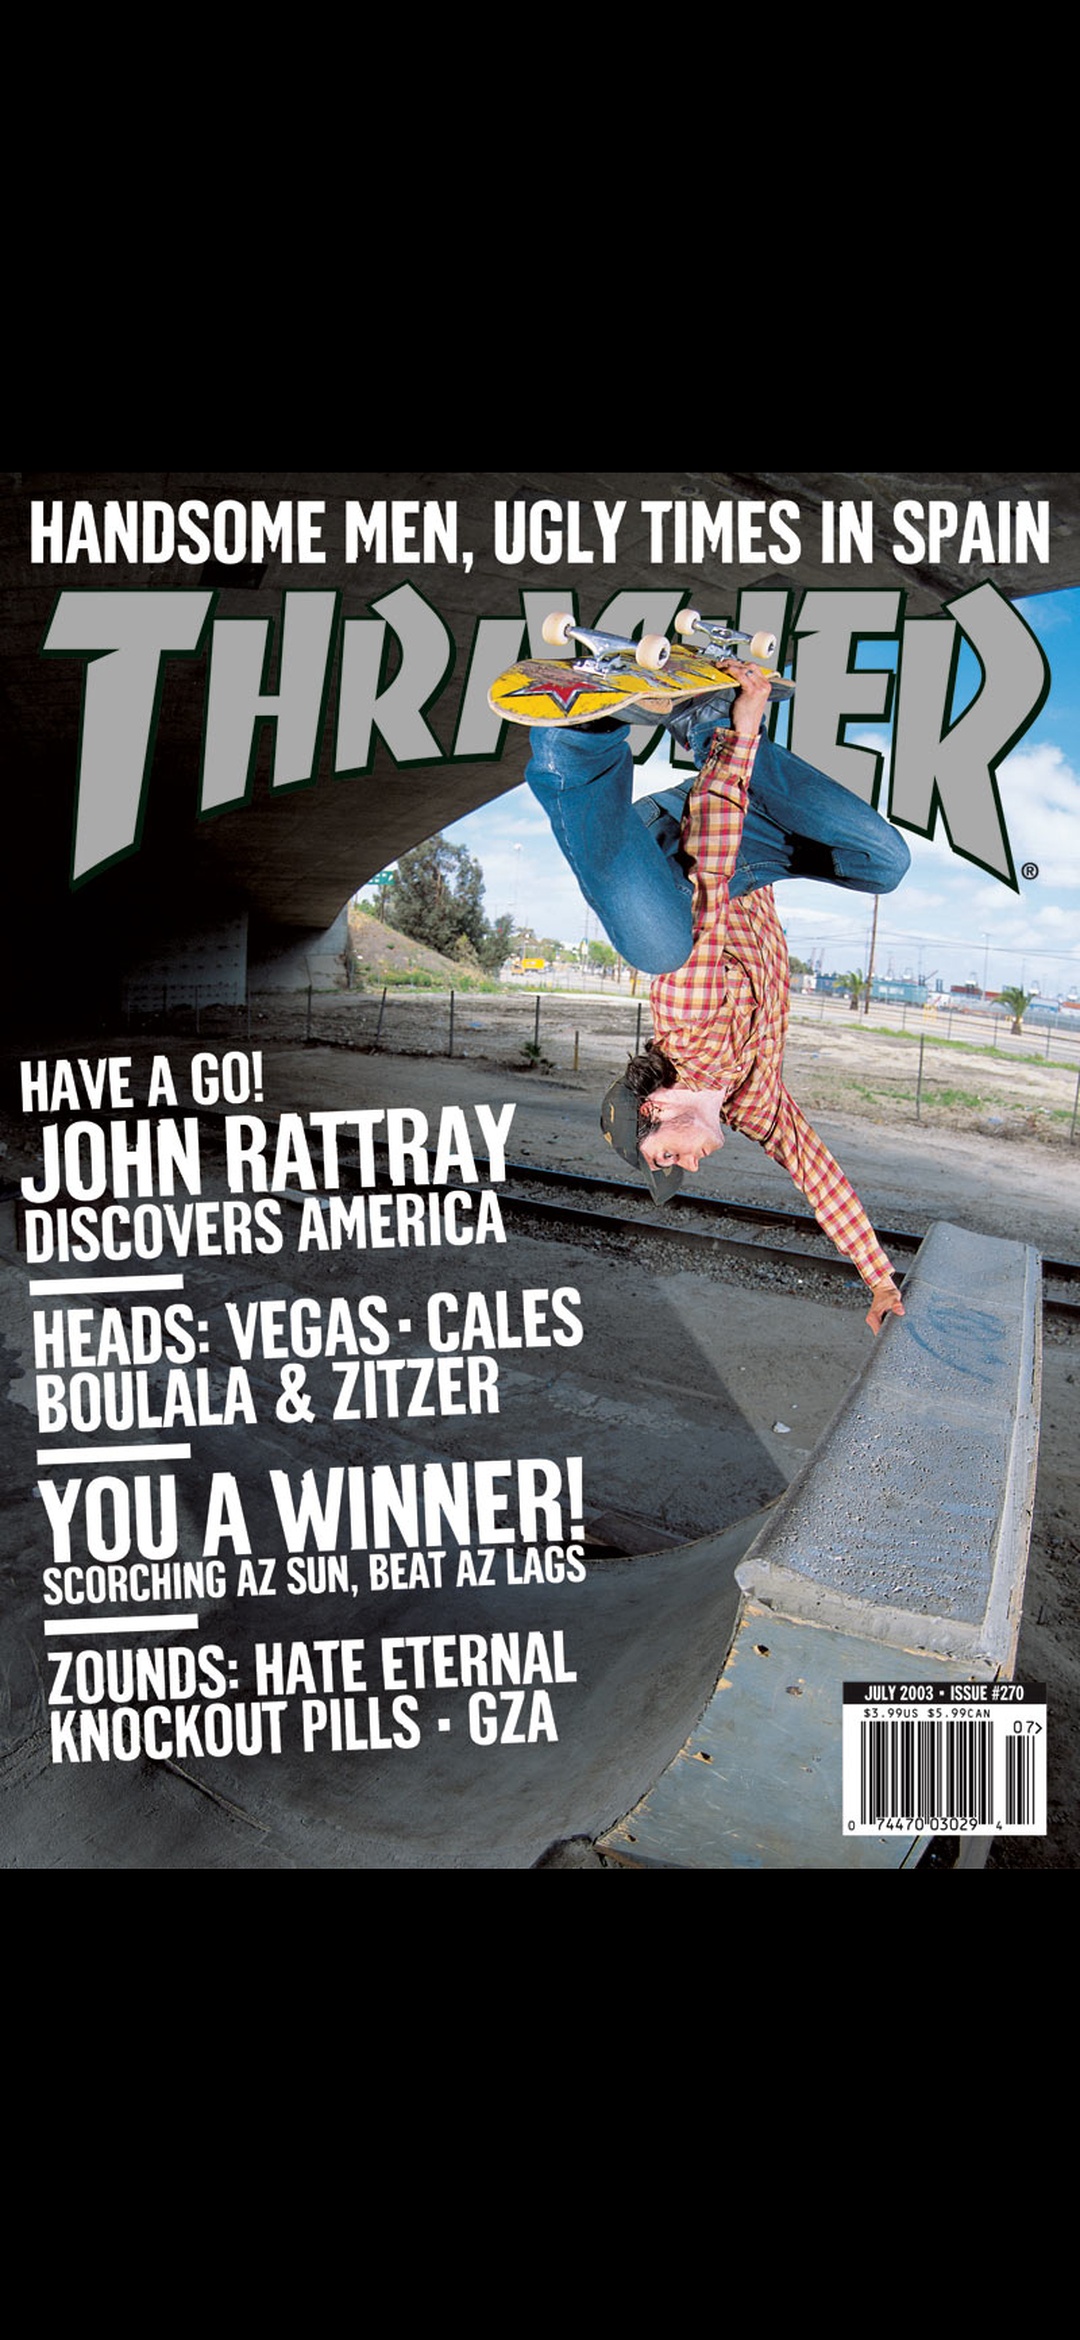 HANDSOME MEN, UGLY TIMES IN SPAIN
THRASHER
®
HAVE A GO!
JOHN RATTRAY
DISCOVERS AMERICA
HEADS: VEGAS · CALES
BOULALA & ZITZER
YOU A WINNER!
SCORCHING AZ SUN, BEAT AZ LAGS
ZOUNDS: HATE ETERNAL
KNOCKOUT PILLS · GZA
JULY 2003 · ISSUE #270
$3.99US $5.99CAN
07>
0 74470 03029 4